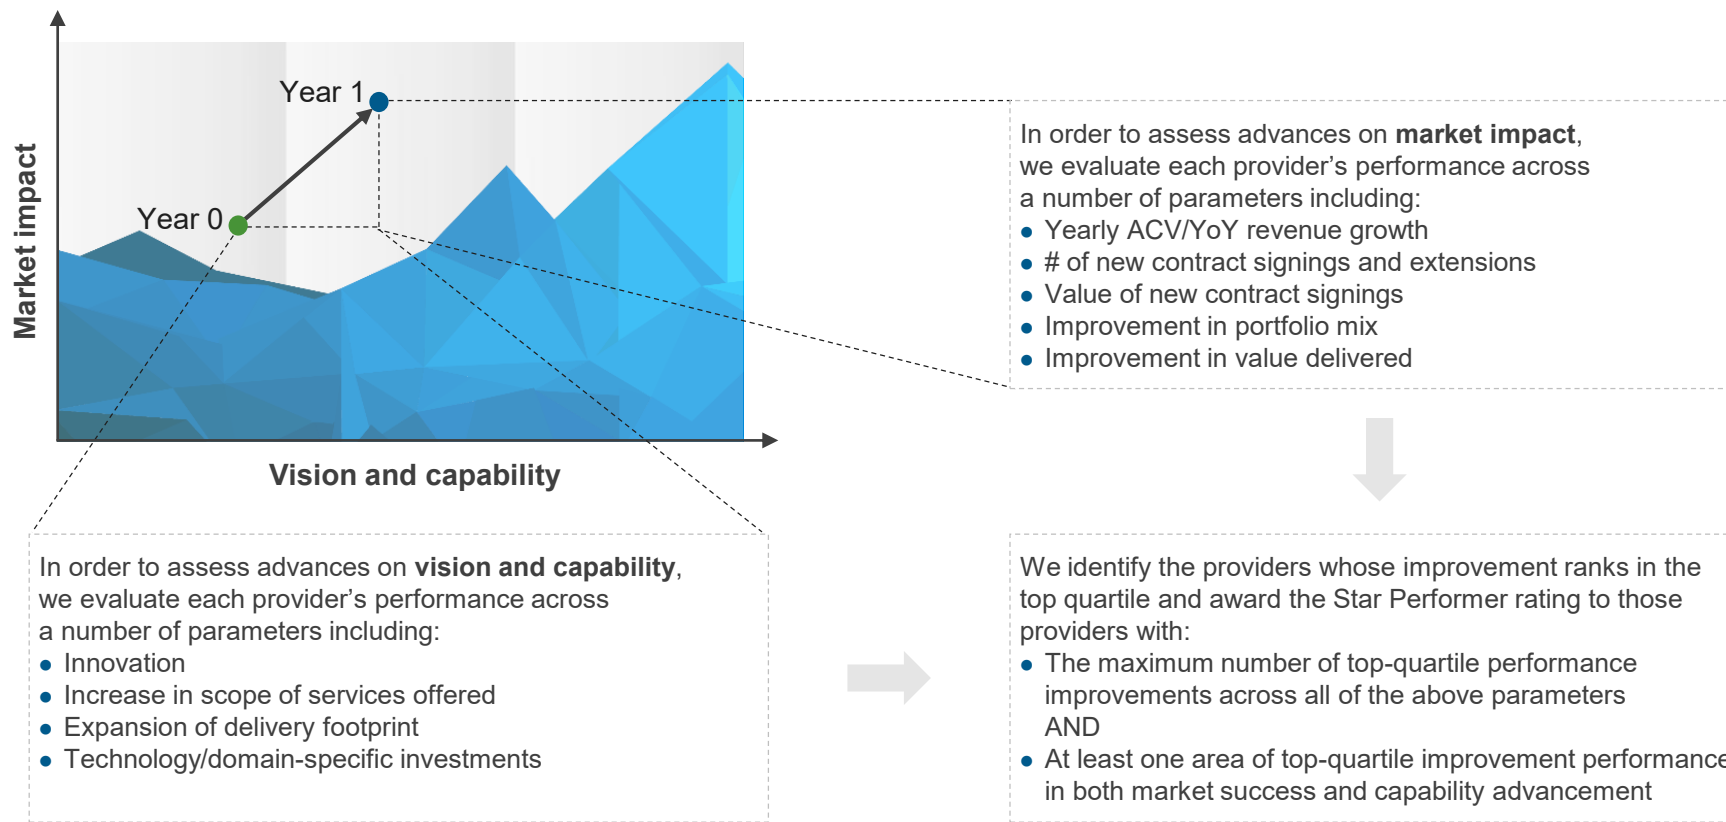 Year 1
Year 0
Market impact
Vision and capability
In order to assess advances on market impact,
we evaluate each provider’s performance across
a number of parameters including:
● Yearly ACV/YoY revenue growth
● # of new contract signings and extensions
● Value of new contract signings
● Improvement in portfolio mix
● Improvement in value delivered
In order to assess advances on vision and capability,
we evaluate each provider’s performance across
a number of parameters including:
● Innovation
● Increase in scope of services offered
● Expansion of delivery footprint
● Technology/domain-specific investments
We identify the providers whose improvement ranks in the
top quartile and award the Star Performer rating to those
providers with:
● The maximum number of top-quartile performance
improvements across all of the above parameters
AND
● At least one area of top-quartile improvement performance
in both market success and capability advancement